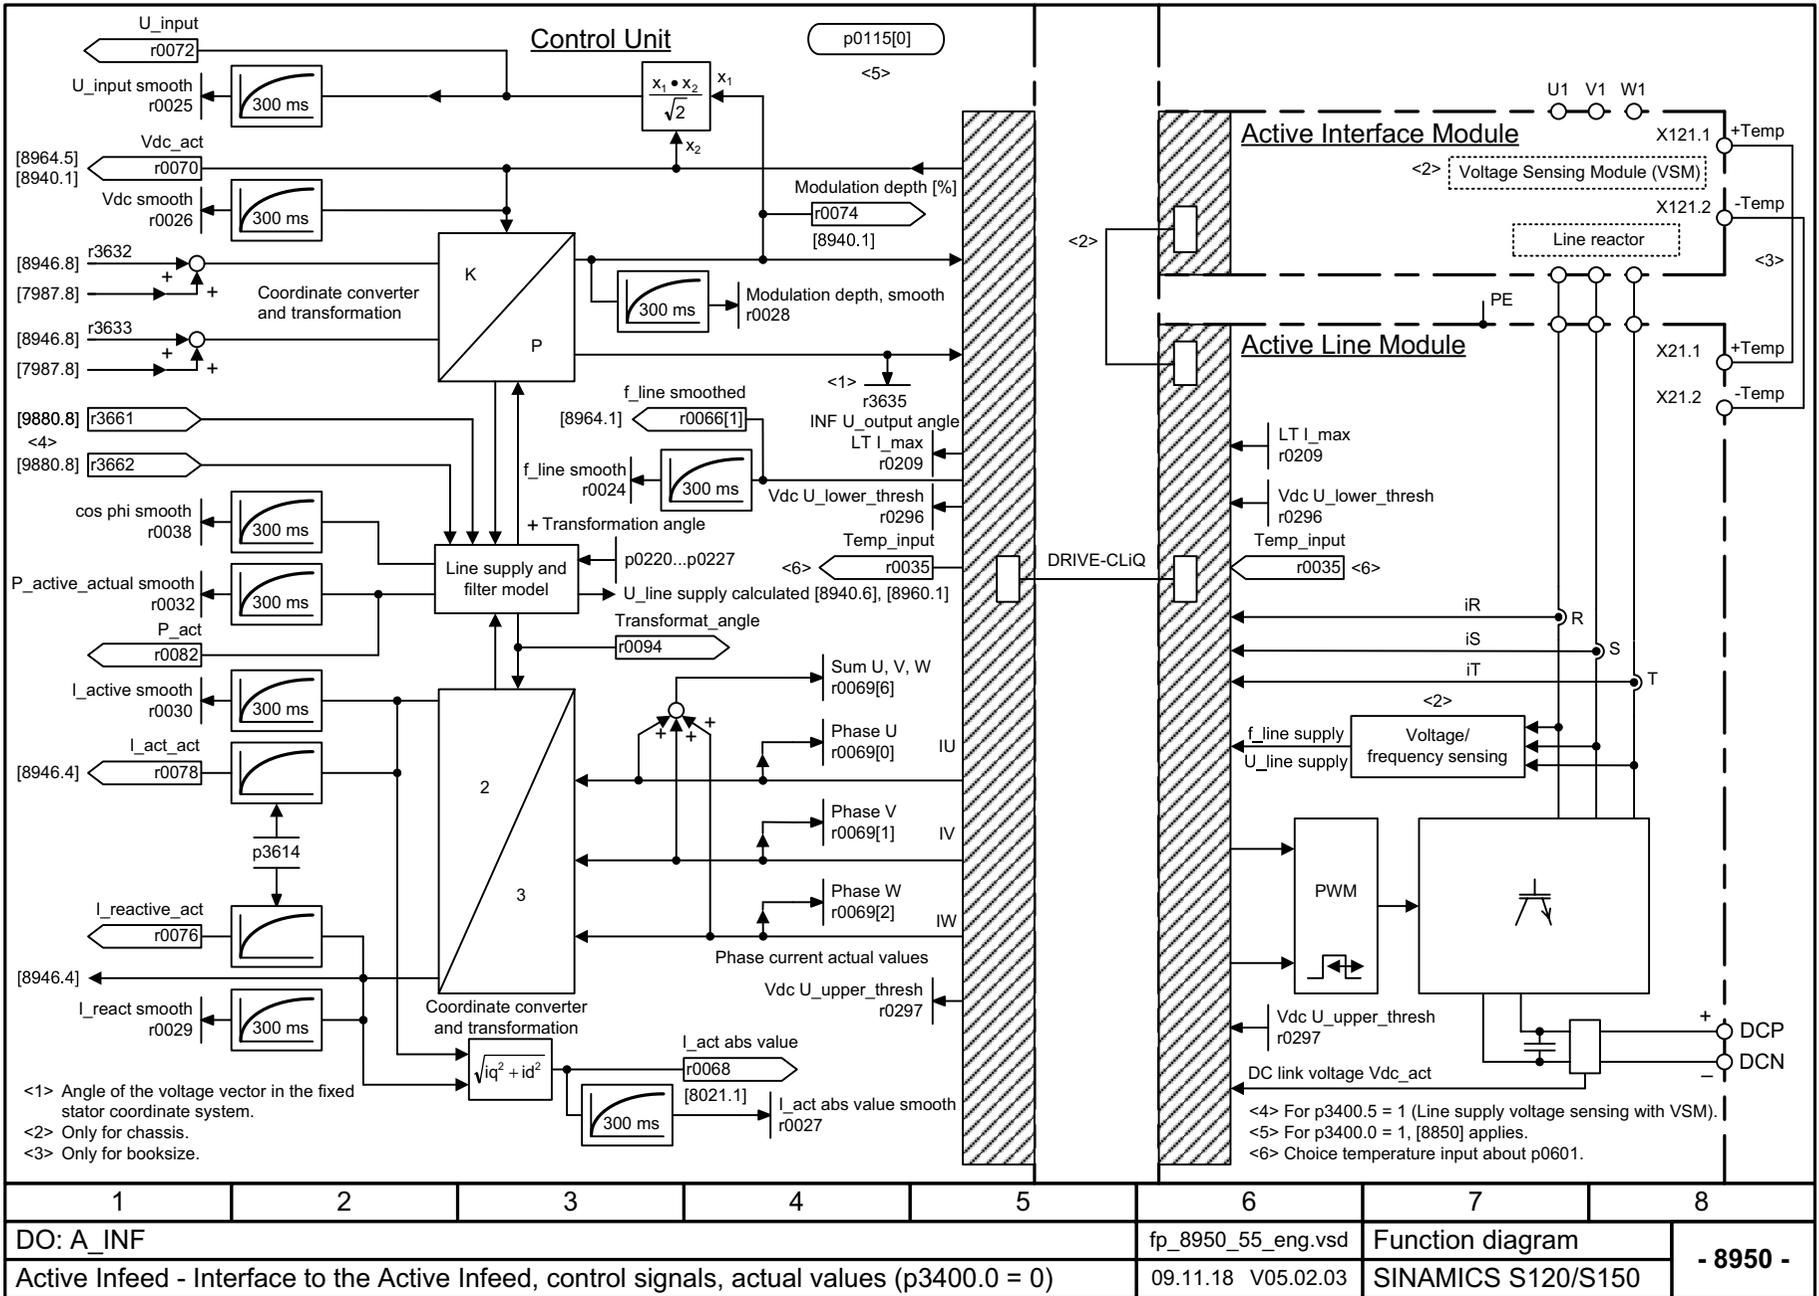 U_input
r0072
Control Unit
p0115[0]
<5>
U_input smooth
r0025
300 ms
x1 • x2
√2
x1
x2
U1 V1 W1
Active Interface Module
X121.1
+Temp
<2>
Voltage Sensing Module (VSM)
X121.2
-Temp
Line reactor
<3>
[8964.5]
[8940.1]
Vdc_act
r0070
Vdc smooth
r0026
300 ms
Modulation depth [%]
r0074
[8940.1]
<2>
[8946.8]
r3632
+
+
[7987.8]
Coordinate converter
and transformation
[8946.8]
r3633
+
+
[7987.8]
K
P
300 ms
Modulation depth, smooth
r0028
PE
Active Line Module
X21.1
+Temp
X21.2
-Temp
<1>
r3635
INF U_output angle
[9880.8]
r3661
<4>
[9880.8]
r3662
f_line smoothed
[8964.1]
r0066[1]
LT I_max
r0209
f_line smooth
r0024
300 ms
Vdc U_lower_thresh
r0296
LT I_max
r0209
Vdc U_lower_thresh
r0296
cos phi smooth
r0038
300 ms
+ Transformation angle
p0220...p0227
Line supply and
filter model
U_line supply calculated [8940.6], [8960.1]
Temp_input
<6>
r0035
DRIVE-CLiQ
Temp_input
r0035
<6>
P_active_actual smooth
r0032
300 ms
P_act
r0082
Transformat_angle
r0094
iR
R
iS
S
iT
T
I_active smooth
r0030
300 ms
Sum U, V, W
r0069[6]
+
+
+
<2>
f_line supply
U_line supply
Voltage/
frequency sensing
[8946.4]
I_act_act
r0078
Phase U
r0069[0]
IU
2
3
Phase V
r0069[1]
IV
p3614
Phase W
r0069[2]
IW
Phase current actual values
PWM
I_reactive_act
r0076
[8946.4]
I_react smooth
r0029
300 ms
Coordinate converter
and transformation
Vdc U_upper_thresh
r0297
Vdc U_upper_thresh
r0297
+
DCP
DCN
–
DC link voltage Vdc_act
√iq² + id²
I_act abs value
r0068
[8021.1]
300 ms
I_act abs value smooth
r0027
<1> Angle of the voltage vector in the fixed
stator coordinate system.
<2> Only for chassis.
<3> Only for booksize.
<4> For p3400.5 = 1 (Line supply voltage sensing with VSM).
<5> For p3400.0 = 1, [8850] applies.
<6> Choice temperature input about p0601.
1 2 3 4 5 6 7 8
DO: A_INF
fp_8950_55_eng.vsd
Function diagram
- 8950 -
Active Infeed - Interface to the Active Infeed, control signals, actual values (p3400.0 = 0)
09.11.18 V05.02.03
SINAMICS S120/S150